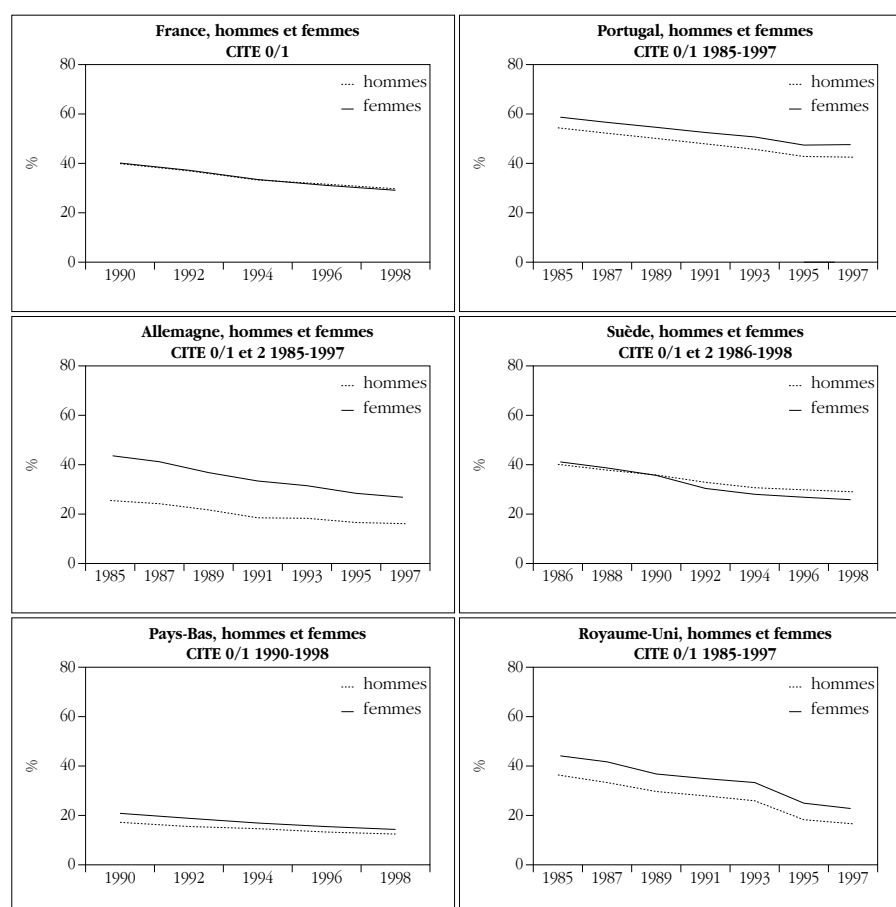 France, hommes et femmes
CITE 0/1
80
60
40
20
0
%
hommes
femmes
1990 1992 1994 1996 1998
Portugal, hommes et femmes
CITE 0/1 1985-1997
80
60
40
20
0
%
hommes
femmes
1985 1987 1989 1991 1993 1995 1997
Allemagne, hommes et femmes
CITE 0/1 et 2 1985-1997
80
60
40
20
0
%
hommes
femmes
1985 1987 1989 1991 1993 1995 1997
Suède, hommes et femmes
CITE 0/1 et 2 1986-1998
80
60
40
20
0
%
hommes
femmes
1986 1988 1990 1992 1994 1996 1998
Pays-Bas, hommes et femmes
CITE 0/1 1990-1998
80
60
40
20
0
%
hommes
femmes
1990 1992 1994 1996 1998
Royaume-Uni, hommes et femmes
CITE 0/1 1985-1997
80
60
40
20
0
%
hommes
femmes
1985 1987 1989 1991 1993 1995 1997